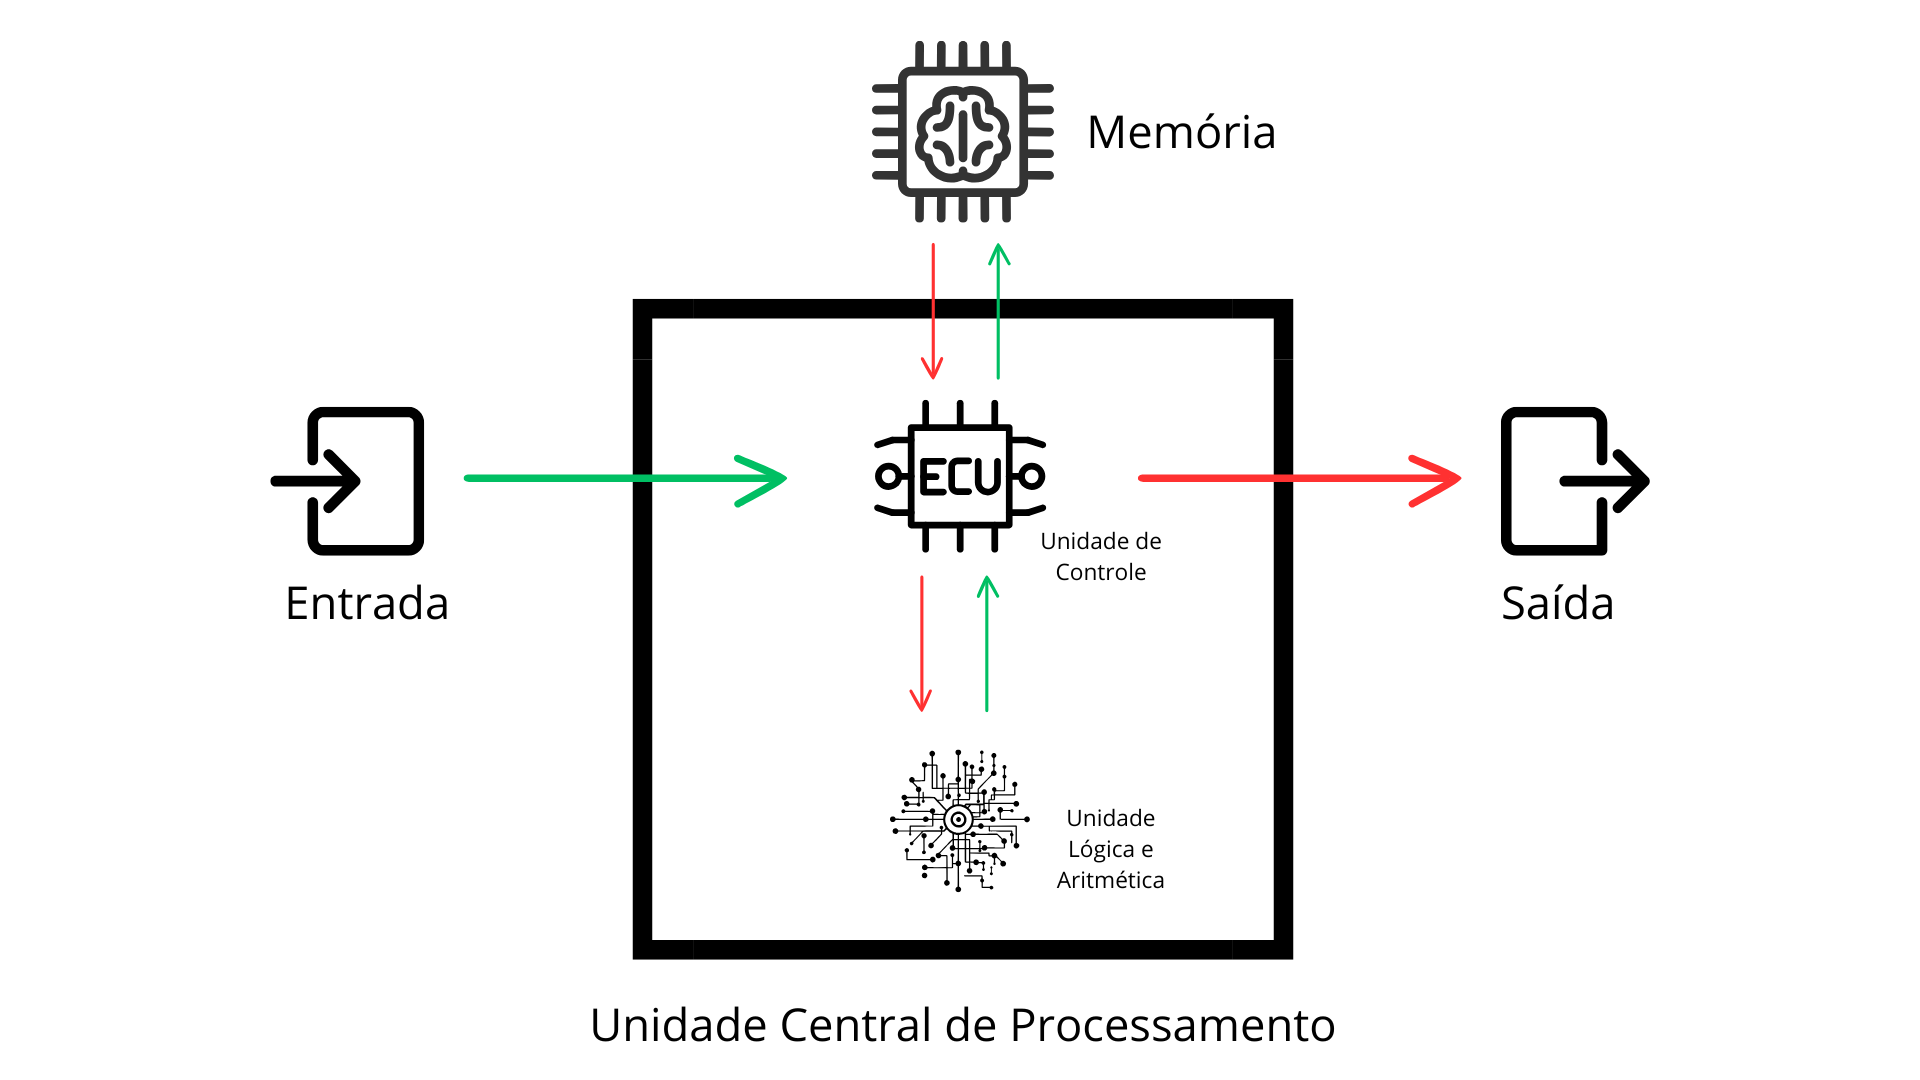 Memória
ECU
Unidade de
Controle
Entrada
Saída
Unidade
Lógica e
Aritmética
Unidade Central de Processamento